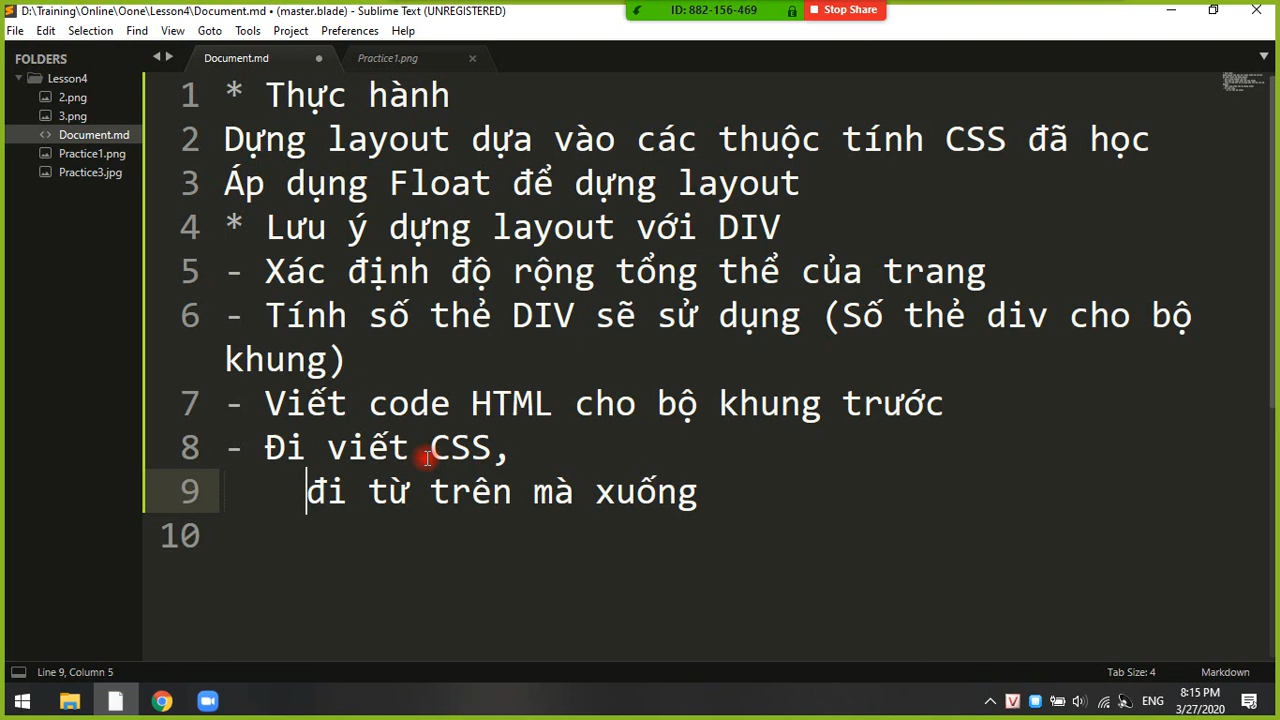 D:\Training\Online\Oone\Lesson4\Document.md • (master.blade) - Sublime Text (UNREGISTERED)
ID: 882-156-469
Stop Share
File Edit Selection Find View Goto Tools Project Preferences Help
FOLDERS
Lesson4
2.png
3.png
Document.md
Practice1.png
Practice3.jpg
Document.md
Practice1.png
1 * Thực hành
2 Dựng layout dựa vào các thuộc tính CSS đã học
3 Áp dụng Float để dựng layout
4 * Lưu ý dựng layout với DIV
5 - Xác định độ rộng tổng thể của trang
6 - Tính số thẻ DIV sẽ sử dụng (Số thẻ div cho bộ
khung)
7 - Viết code HTML cho bộ khung trước
8 - Đi viết CSS,
9 đi từ trên mà xuống
10
Line 9, Column 5
Tab Size: 4
Markdown
ENG
8:15 PM
3/27/2020